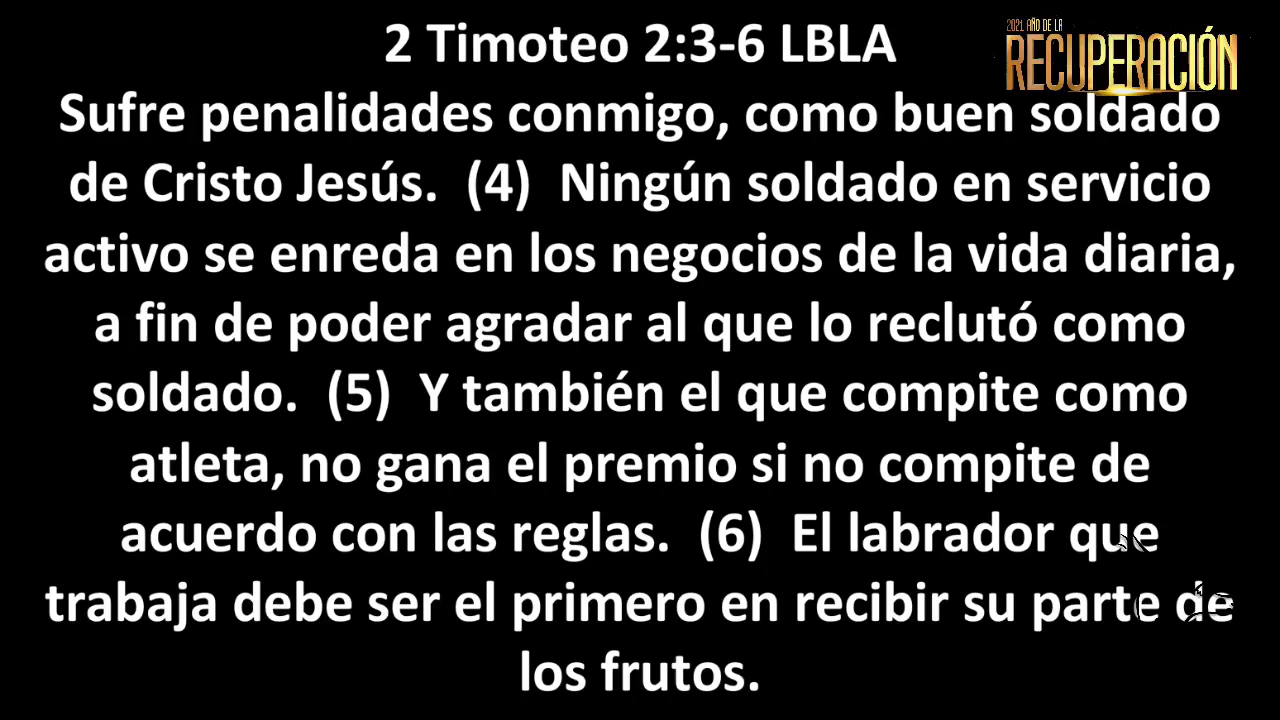 2 Timoteo 2:3-6 LBLA
2021 AÑO DE LA
RECUPERACIÓN
Sufre penalidades conmigo, como buen soldado
de Cristo Jesús. (4) Ningún soldado en servicio
activo se enreda en los negocios de la vida diaria,
a fin de poder agradar al que lo reclutó como
soldado. (5) Y también el que compite como
atleta, no gana el premio si no compite de
acuerdo con las reglas. (6) El labrador que
trabaja debe ser el primero en recibir su parte de
los frutos.